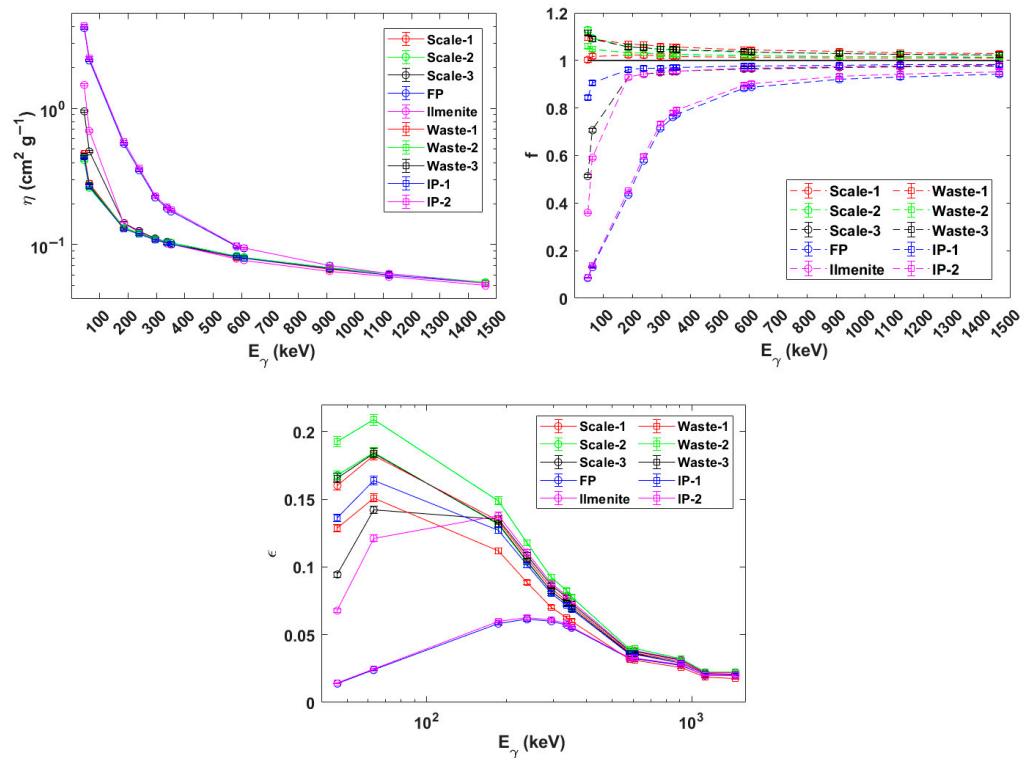 η (cm² g⁻¹)
10⁰
10⁻¹
100 200 300 400 500 600 700 800 900 1000 1100 1200 1300 1400 1500
E_γ (keV)
Scale-1
Scale-2
Scale-3
FP
Ilmenite
Waste-1
Waste-2
Waste-3
IP-1
IP-2
f
1.2
1
0.8
0.6
0.4
0.2
0
100 200 300 400 500 600 700 800 900 1000 1100 1200 1300 1400 1500
E_γ (keV)
Scale-1 Waste-1
Scale-2 Waste-2
Scale-3 Waste-3
FP IP-1
Ilmenite IP-2
ϵ
0.2
0.15
0.1
0.05
0
10² 10³
E_γ (keV)
Scale-1 Waste-1
Scale-2 Waste-2
Scale-3 Waste-3
FP IP-1
Ilmenite IP-2